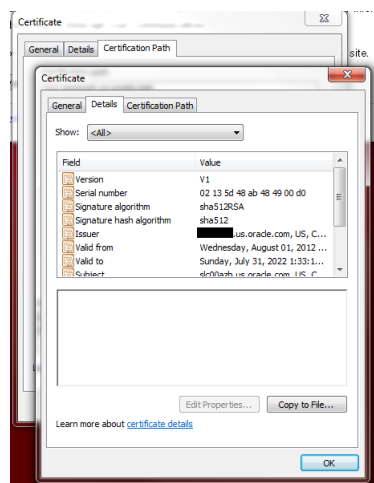 Certificate
General Details Certification Path
site.
Certificate
General Details Certification Path
Show: <All>
Field Value
Version V1
Serial number 02 13 5d 48 ab 48 49 00 d0
Signature algorithm sha512RSA
Signature hash algorithm sha512
Issuer .us.oracle.com, US, C...
Valid from Wednesday, August 01, 2012 ...
Valid to Sunday, July 31, 2022 1:33:1...
Subject slc00azh.us.oracle.com, US, C...
Edit Properties... Copy to File...
Learn more about certificate details
OK